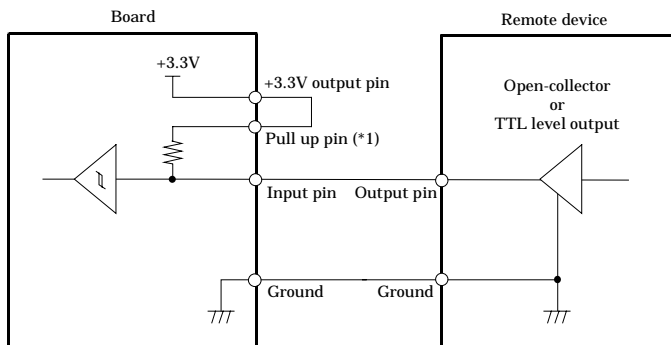 Board
Remote device
+3.3V
+3.3V output pin
Open-collector
or
TTL level output
Pull up pin (*1)
Input pin
Output pin
Ground
Ground